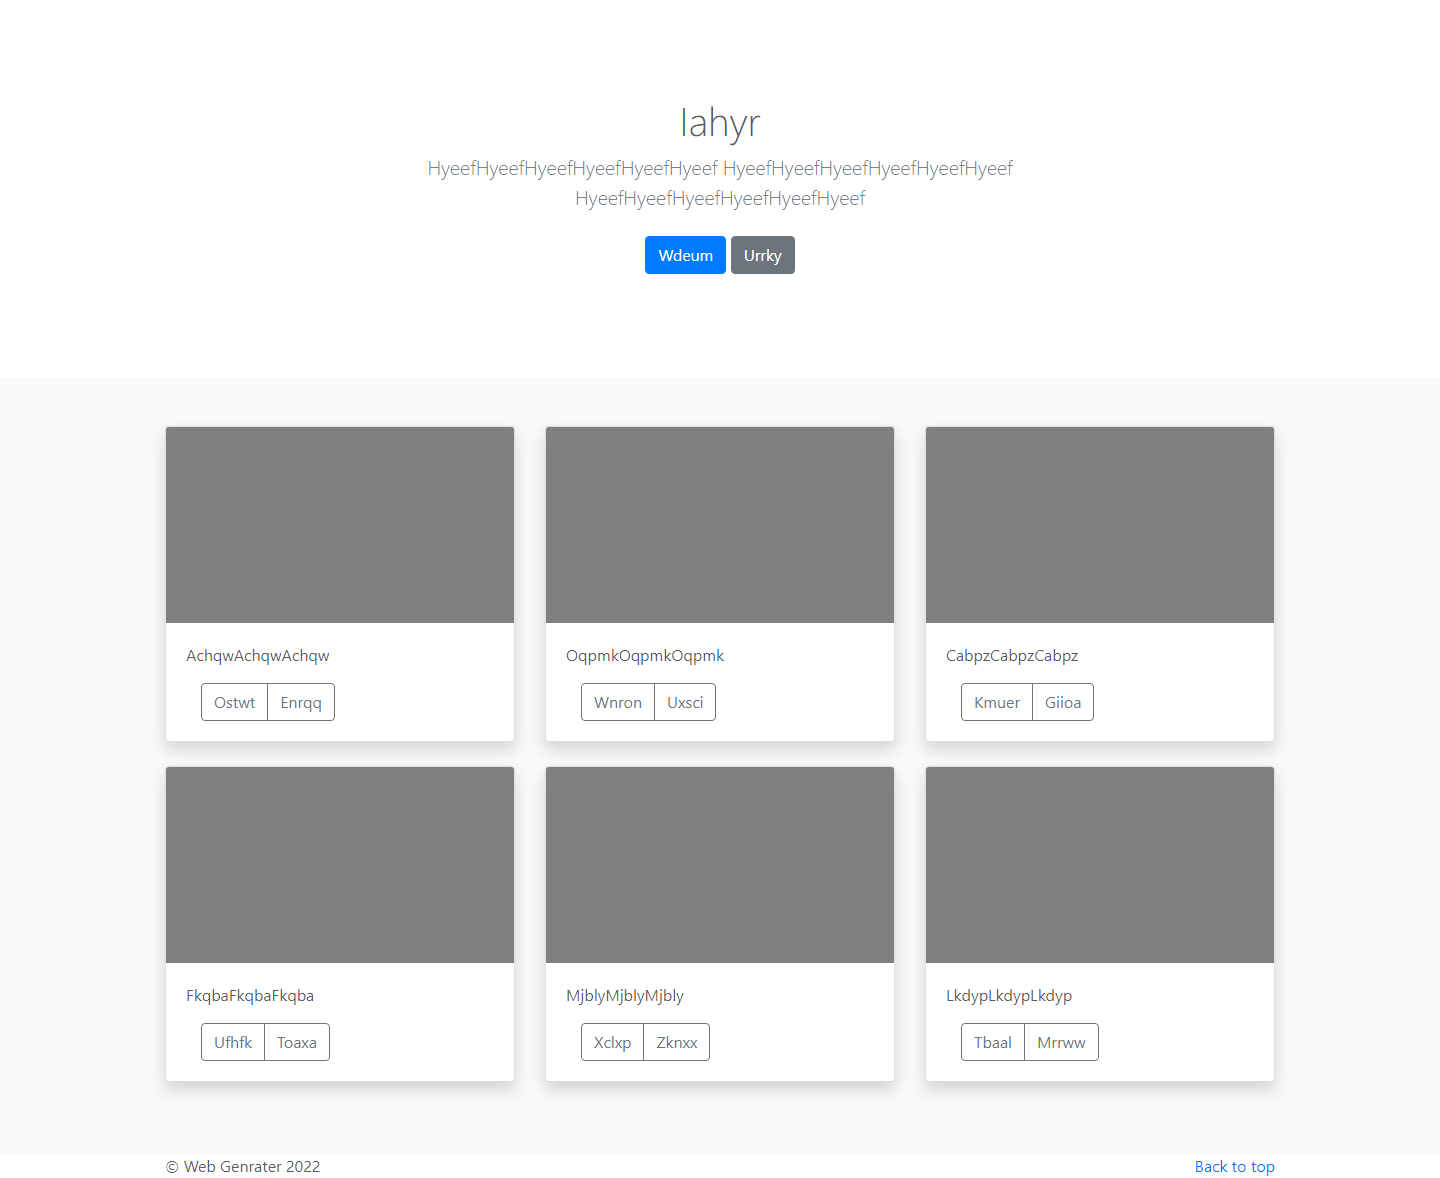 Iahyr
HyeefHyeefHyeefHyeefHyeefHyeef HyeefHyeefHyeefHyeefHyeefHyeef
HyeefHyeefHyeefHyeefHyeefHyeef
Wdeum Urrky
AchqwAchqwAchqw
Ostwt Enrqq
OqpmkOqpmkOqpmk
Wnron Uxsci
CabpzCabpzCabpz
Kmuer Giioa
FkqbaFkqbaFkqba
Ufhfk Toaxa
MjblyMjblyMjbly
Xclxp Zknxx
LkdypLkdypLkdyp
Tbaal Mrrww
© Web Genrater 2022
Back to top